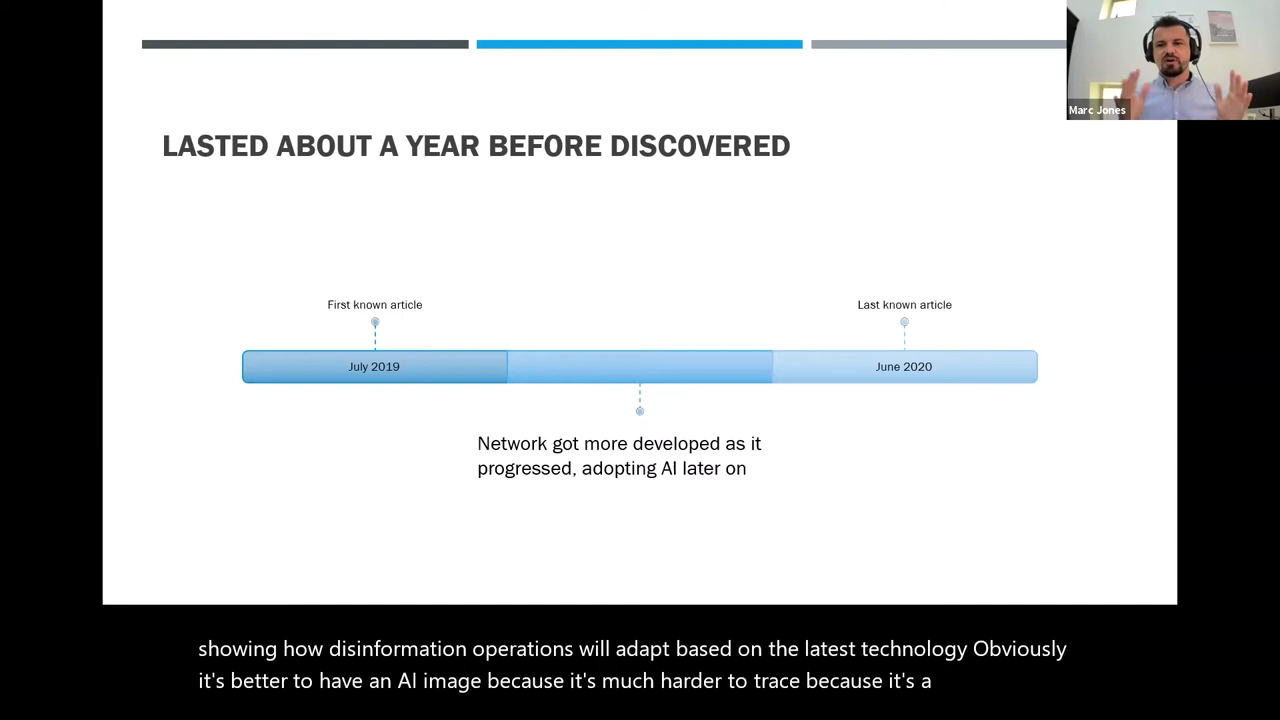 Marc Jones
LASTED ABOUT A YEAR BEFORE DISCOVERED
First known article
Last known article
July 2019
June 2020
Network got more developed as it
progressed, adopting AI later on
showing how disinformation operations will adapt based on the latest technology Obviously
it's better to have an AI image because it's much harder to trace because it's a